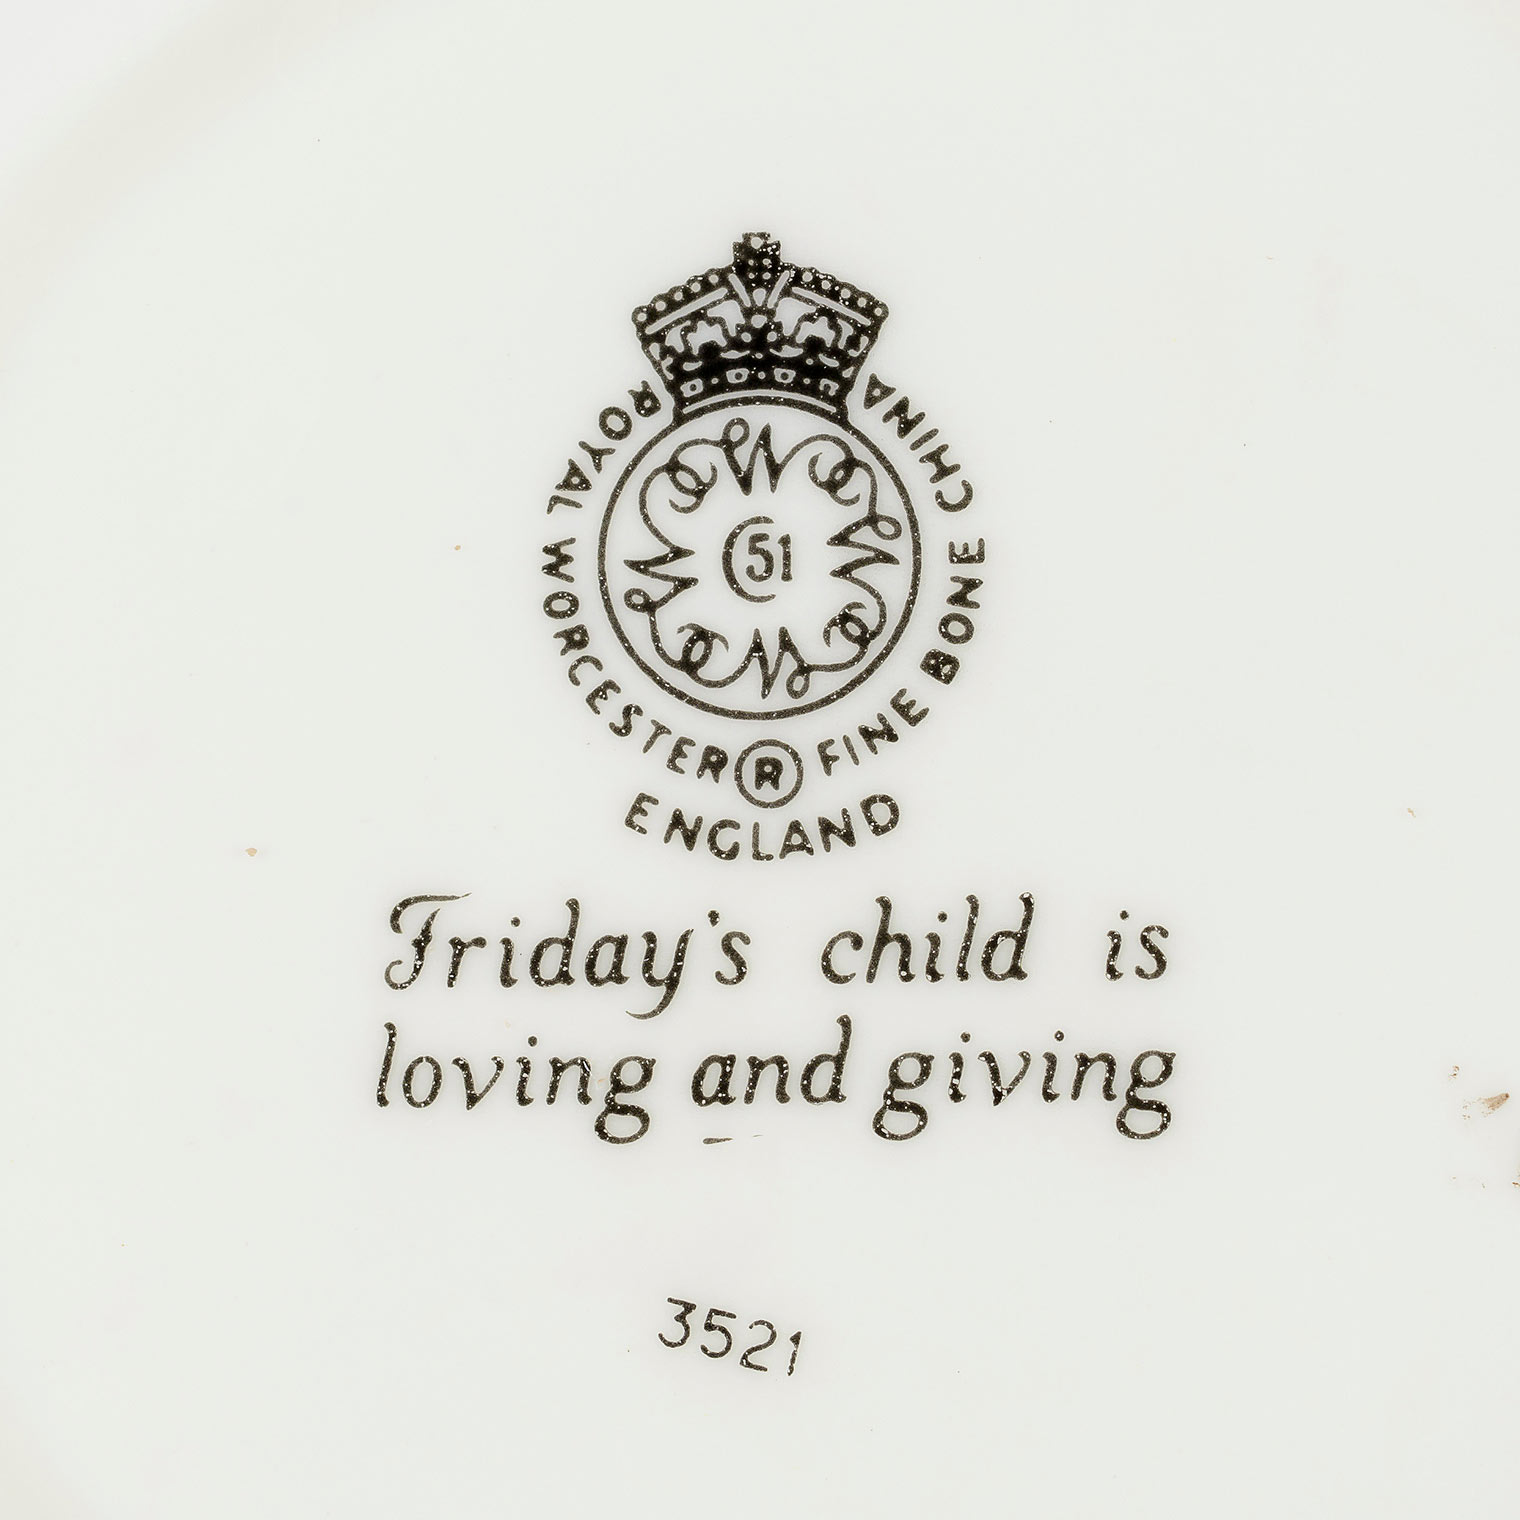 ROYAL WORCESTER ® FINE BONE CHINA
51
ENGLAND
Friday's child is
loving and giving
3521